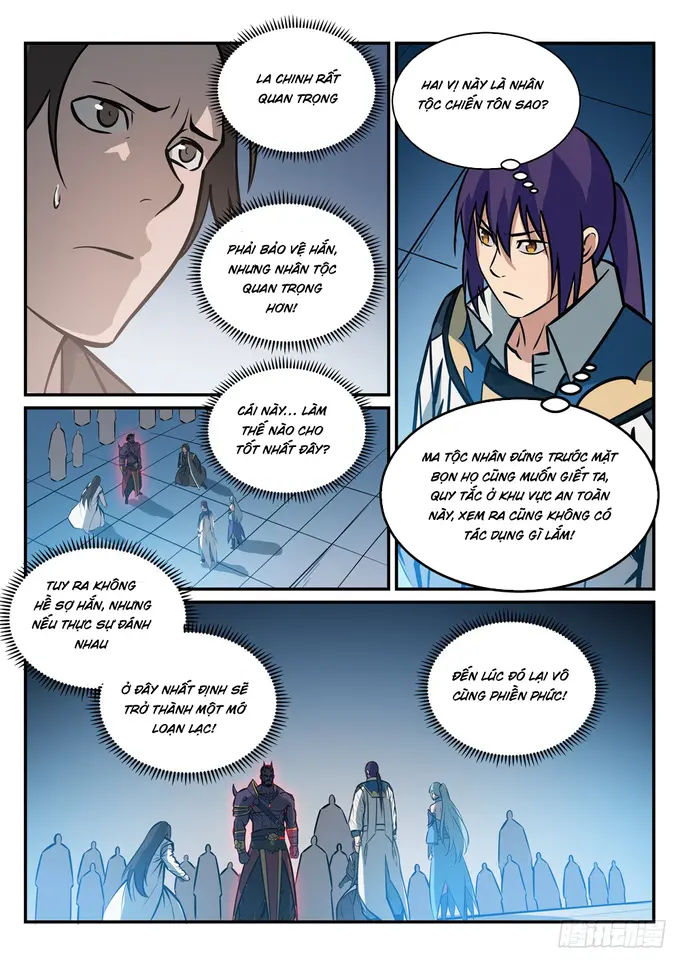 LA CHINH RẤT
QUAN TRỌNG
PHẢI BẢO VỆ HẮN,
NHƯNG NHÂN TỘC
QUAN TRỌNG
HƠN!
HAI VỊ NÀY LÀ NHÂN
TỘC CHIẾN TÔN SAO?
CÁI NÀY... LÀM
THẾ NÀO CHO
TỐT NHẤT ĐÂY?
MA TỘC NHÂN ĐỨNG TRƯỚC MẶT
BỌN HỌ CŨNG MUỐN GIẾT TA,
QUY TẮC Ở KHU VỰC AN TOÀN
NÀY, XEM RA CŨNG KHÔNG CÓ
TÁC DỤNG GÌ LẮM!
TUY RA KHÔNG
HỀ SỢ HẮN, NHƯNG
NẾU THỰC SỰ ĐÁNH
NHAU
Ở ĐÂY NHẤT ĐỊNH SẼ
TRỞ THÀNH MỘT MỚ
LOẠN LẠC!
ĐẾN LÚC ĐÓ LẠI VÔ
CÙNG PHIỀN PHỨC!
腾讯动漫